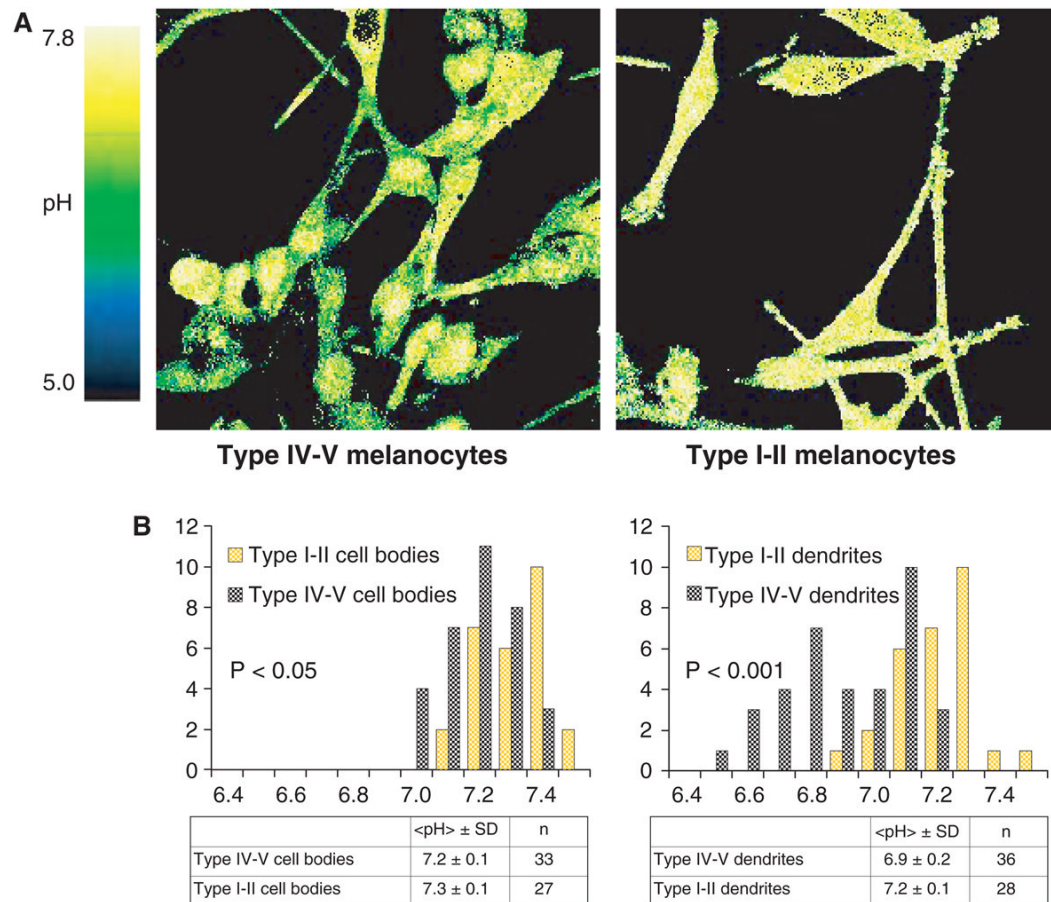 A
7.8
pH
5.0
Type IV-V melanocytes
Type I-II melanocytes
B
12
10
8
6
4
2
0
Type I-II cell bodies
Type IV-V cell bodies
P < 0.05
6.4 6.6 6.8 7.0 7.2 7.4
<pH> ± SD n
Type IV-V cell bodies 7.2 ± 0.1 33
Type I-II cell bodies 7.3 ± 0.1 27
12
10
8
6
4
2
0
Type I-II dendrites
Type IV-V dendrites
P < 0.001
6.4 6.6 6.8 7.0 7.2 7.4
<pH> ± SD n
Type IV-V dendrites 6.9 ± 0.2 36
Type I-II dendrites 7.2 ± 0.1 28